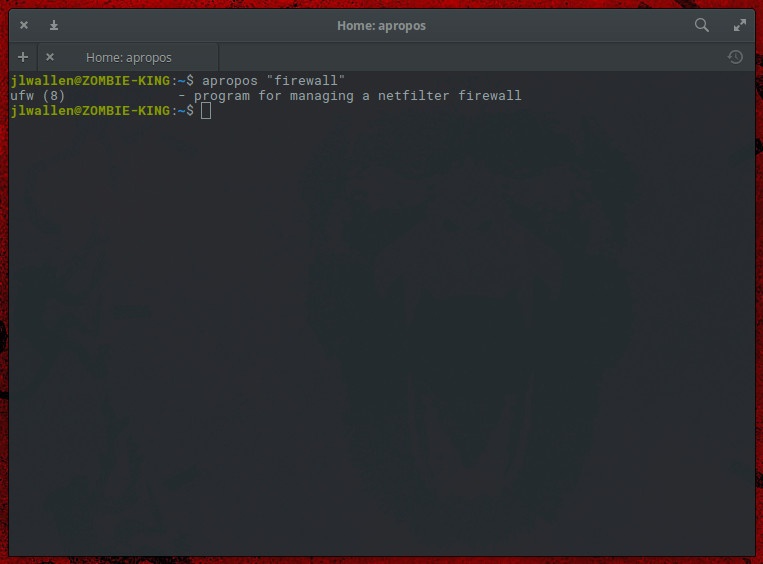 Home: apropos
Home: apropos
jlwallen@ZOMBIE-KING:~$ apropos "firewall"
ufw (8)              - program for managing a netfilter firewall
jlwallen@ZOMBIE-KING:~$